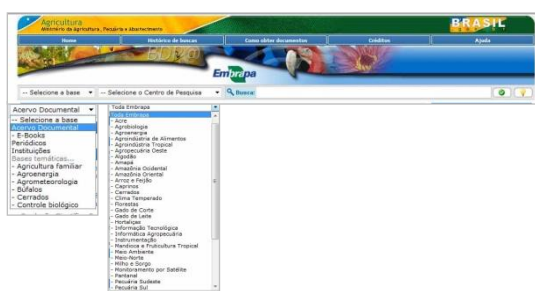 Agricultura
Ministério da Agricultura, Pecuária e Abastecimento
BRASIL
Home
Histórico de buscas
Como obter documentos
Créditos
Ajuda
Embrapa
-- Selecione a base
-- Selecione o Centro de Pesquisa
Buscar
Acervo Documental
-- Selecione a base
Acervo Documental
- E-Books
Periódicos
Instituições
Bases temáticas...
- Agricultura familiar
- Agroenergia
- Agrometeorologia
- Búfalos
- Cerrados
- Controle biológico
Toda Embrapa
Toda Embrapa
- Acre
- Agrobiologia
- Agroenergia
- Agroindústria de Alimentos
- Agroindústria Tropical
- Agropecuária Oeste
- Algodão
- Amapá
- Amazônia Ocidental
- Amazônia Oriental
- Arroz e Feijão
- Caprinos
- Cerrados
- Clima Temperado
- Florestas
- Gado de Corte
- Gado de Leite
- Hortaliças
- Informação Tecnológica
- Informática Agropecuária
- Instrumentação
- Mandioca e Fruticultura Tropical
- Meio Ambiente
- Meio-Norte
- Milho e Sorgo
- Monitoramento por Satélite
- Pantanal
- Pecuária Sudeste
- Pecuária Sul